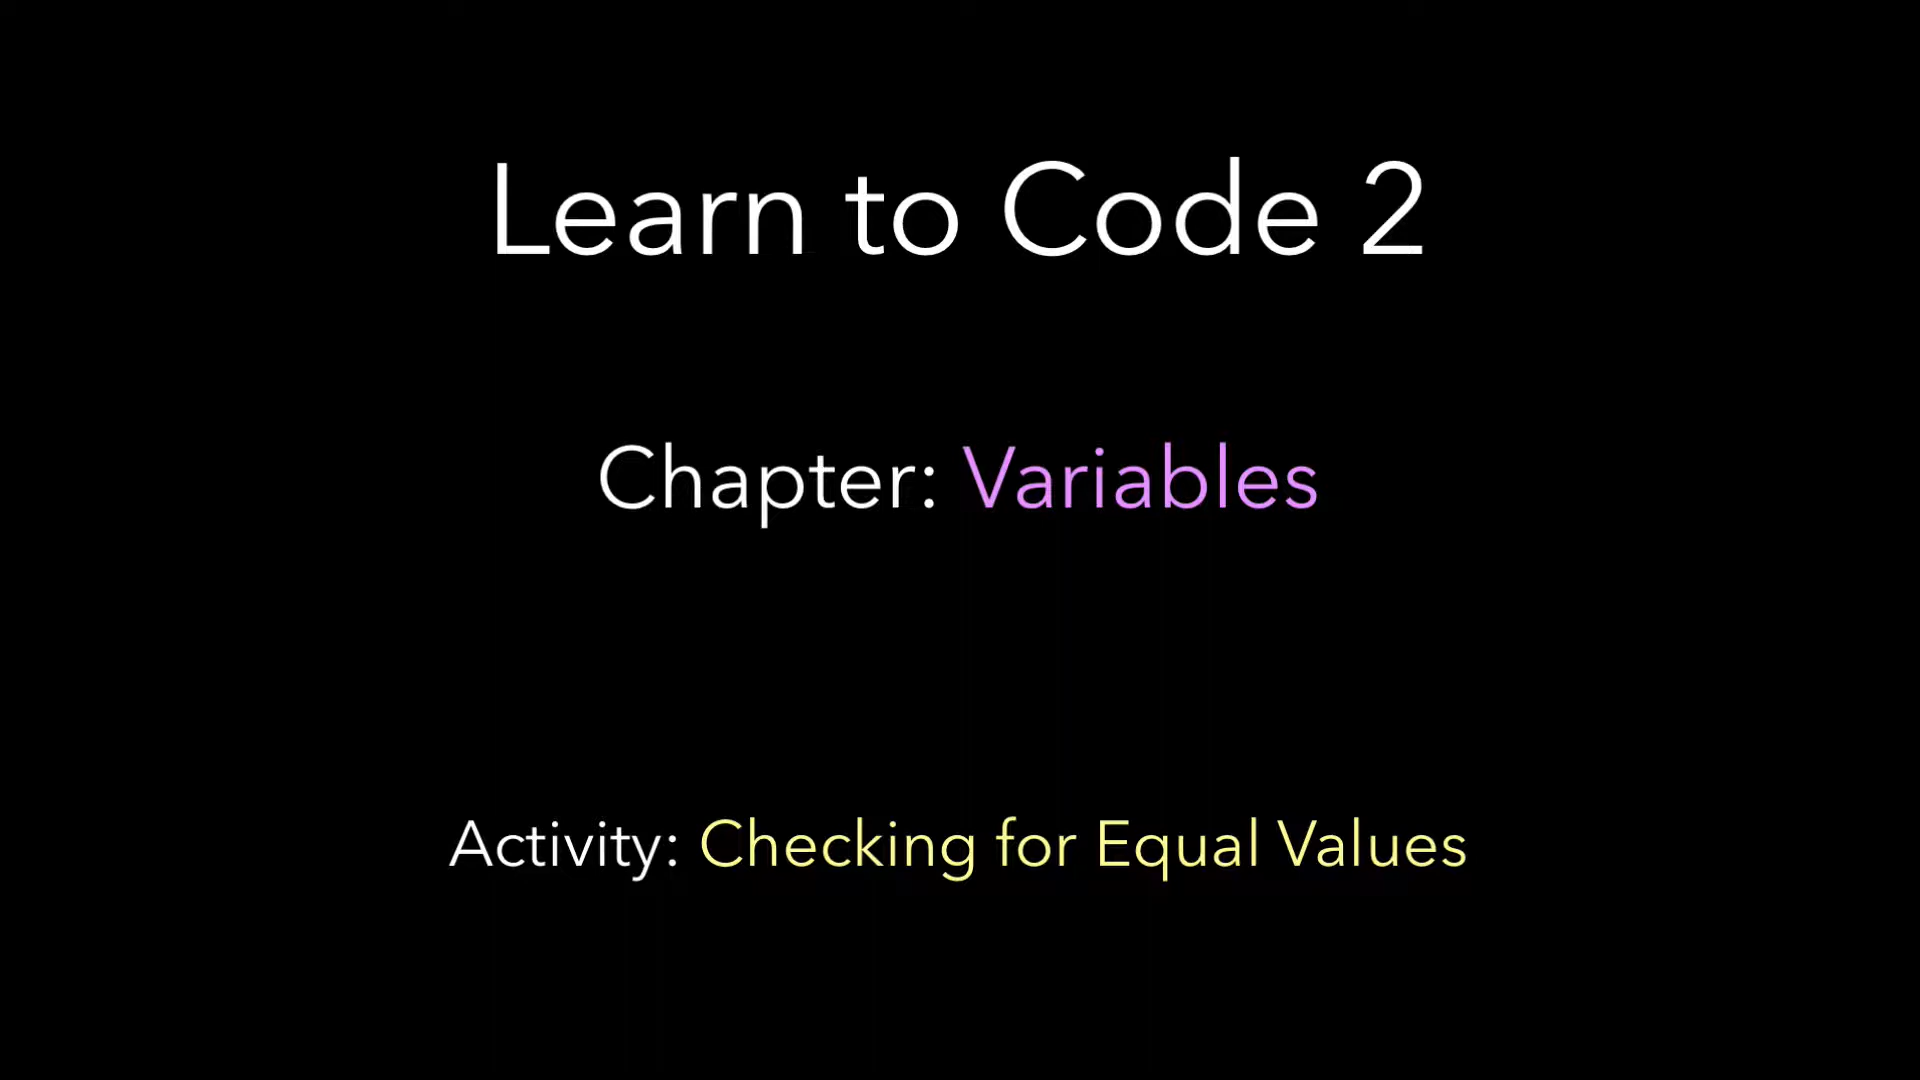 Learn to Code 2
Chapter: Variables
Activity: Checking for Equal Values